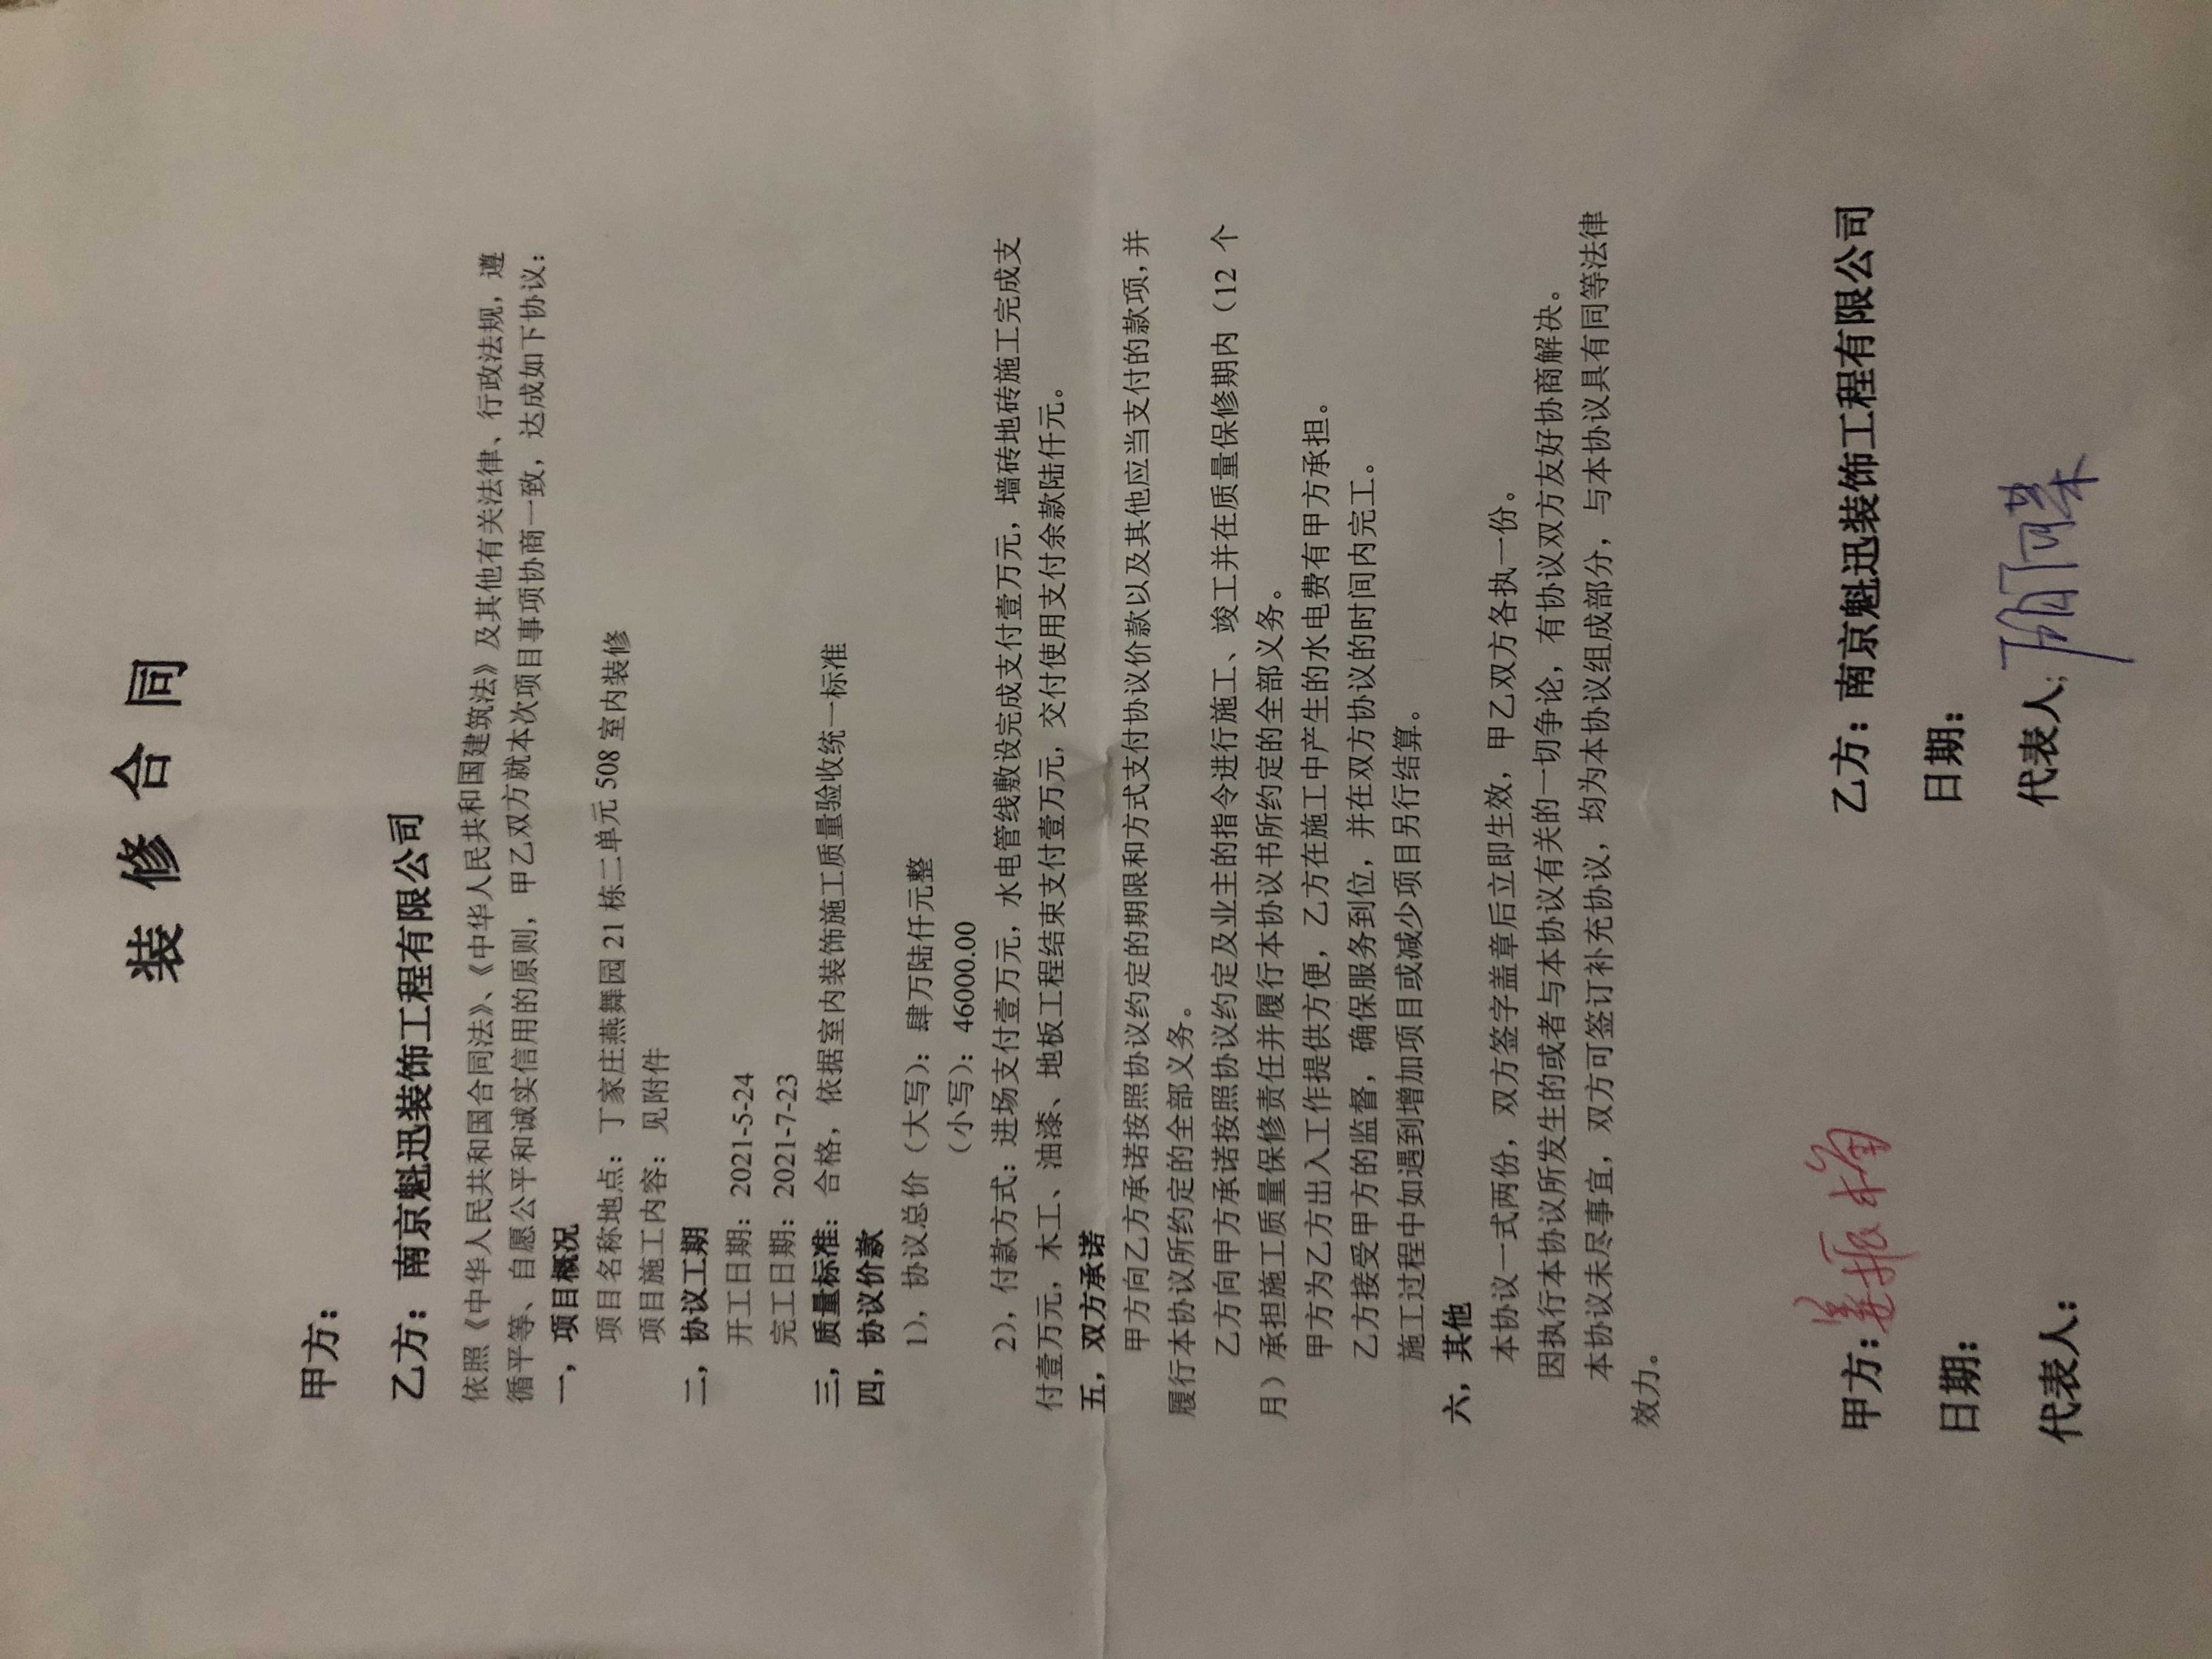 装 修 合 同
甲方：
乙方：南京魁迅装饰工程有限公司
依照《中华人民共和国合同法》、《中华人民共和国建筑法》及其他有关法律、行政法规，遵
循平等、自愿公平和诚实信用的原则，甲乙双方就本次项目事项协商一致，达成如下协议：
一，项目概况
项目名称地点：丁家庄燕舞园 21 栋二单元 508 室内装修
项目施工内容：见附件
二，协议工期
开工日期：2021-5-24
完工日期：2021-7-23
三，质量标准：合格，依据室内装饰施工质量验收统一标准
四，协议价款
1），协议总价（大写）：肆万陆仟元整
（小写）：46000.00
2），付款方式：进场支付壹万元，水电管线敷设完成支付壹万元，墙砖地砖施工完成支
付壹万元，木工、油漆、地板工程结束支付壹万元，交付使用支付余款陆仟元。
五，双方承诺
甲方向乙方承诺按照协议约定的期限和方式支付协议价款以及其他应当支付的款项，并
履行本协议所约定的全部义务。
乙方向甲方承诺按照协议约定及业主的指令进行施工、竣工并在质量保修期内（12 个
月）承担施工质量保修责任并履行本协议书所约定的全部义务。
甲方为乙方出入工作提供方便，乙方在施工中产生的水电费有甲方承担。
乙方接受甲方的监督，确保服务到位，并在双方协议的时间内完工。
施工过程中如遇到增加项目或减少项目另行结算。
六，其他
本协议一式两份，双方签字盖章后立即生效，甲乙双方各执一份。
因执行本协议所发生的或者与本协议有关的一切争论，有协议双方友好协商解决。
本协议未尽事宜，双方可签订补充协议，均为本协议组成部分，与本协议具有同等法律
效力。
甲方： 乙方：南京魁迅装饰工程有限公司
日期： 日期：
代表人： 代表人：